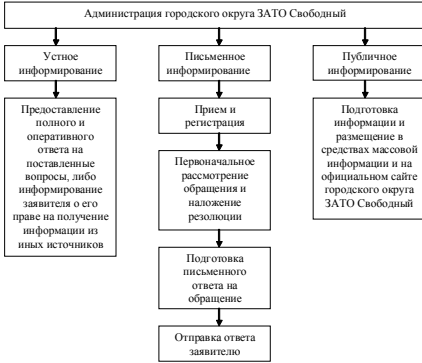 Администрация городского округа ЗАТО Свободный
Устное
информирование
Письменное
информирование
Публичное
информирование
Предоставление
полного и
оперативного
ответа на
поставленные
вопросы, либо
информирование
заявителя о его
праве на получение
информации из
иных источников
Прием и
регистрация
Первоначальное
рассмотрение
обращения и
наложение
резолюции
Подготовка
письменного
ответа на
обращение
Отправка ответа
заявителю
Подготовка
информации и
размещение в
средствах массовой
информации и на
официальном сайте
городского округа
ЗАТО Свободный